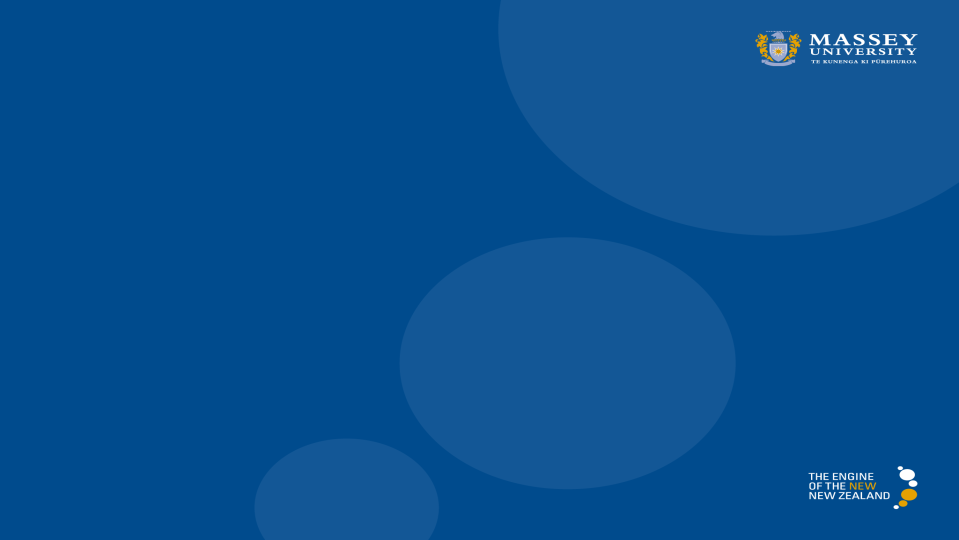 MASSEY
UNIVERSITY
TE KUNENGA KI PŪREHUROA
THE ENGINE
OF THE NEW
NEW ZEALAND